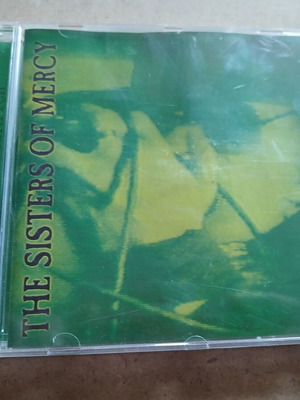 THE SISTERS OF MERCY